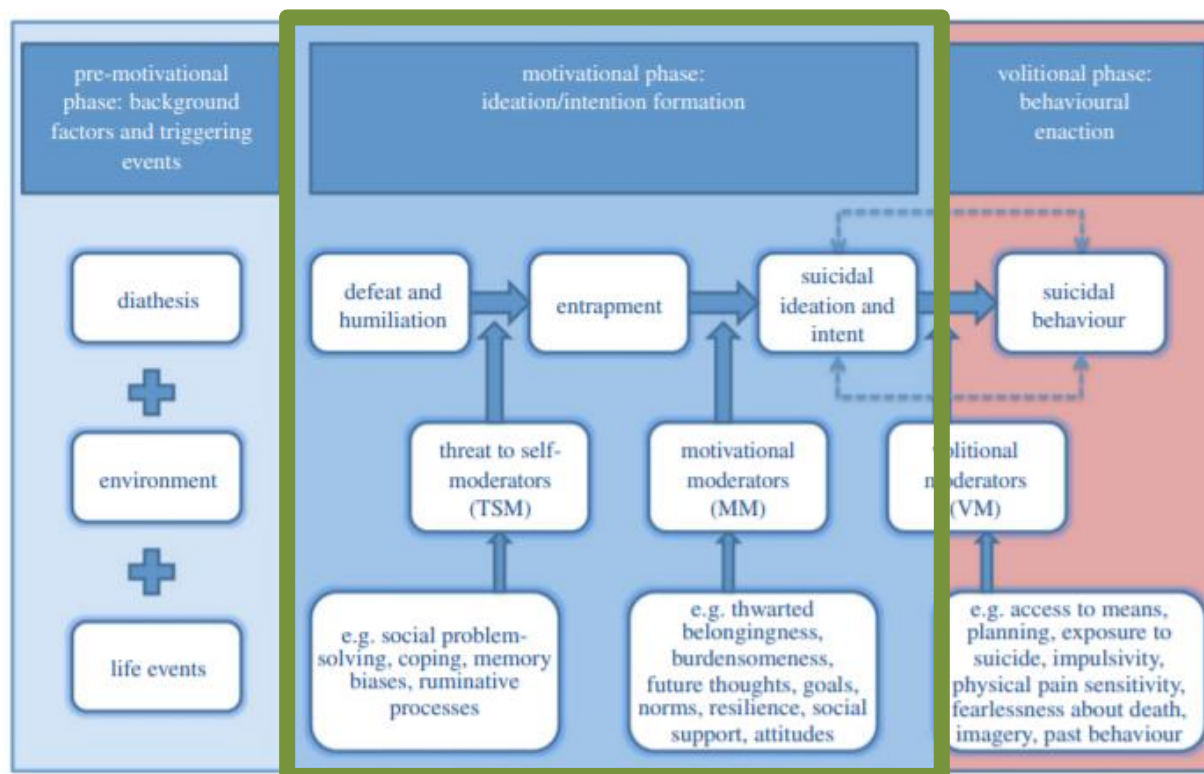 pre-motivational
phase: background
factors and triggering
events
motivational phase:
ideation/intention formation
volitional phase:
behavioural
enaction
diathesis
environment
life events
defeat and
humiliation
entrapment
suicidal
ideation and
intent
suicidal
behaviour
threat to self-
moderators
(TSM)
motivational
moderators
(MM)
olitional
moderators
(VM)
e.g. social problem-
solving, coping, memory
biases, ruminative
processes
e.g. thwarted
belongingness,
burdensomeness,
future thoughts, goals,
norms, resilience, social
support, attitudes
e.g. access to means,
planning, exposure to
suicide, impulsivity,
physical pain sensitivity,
fearlessness about death,
imagery, past behaviour